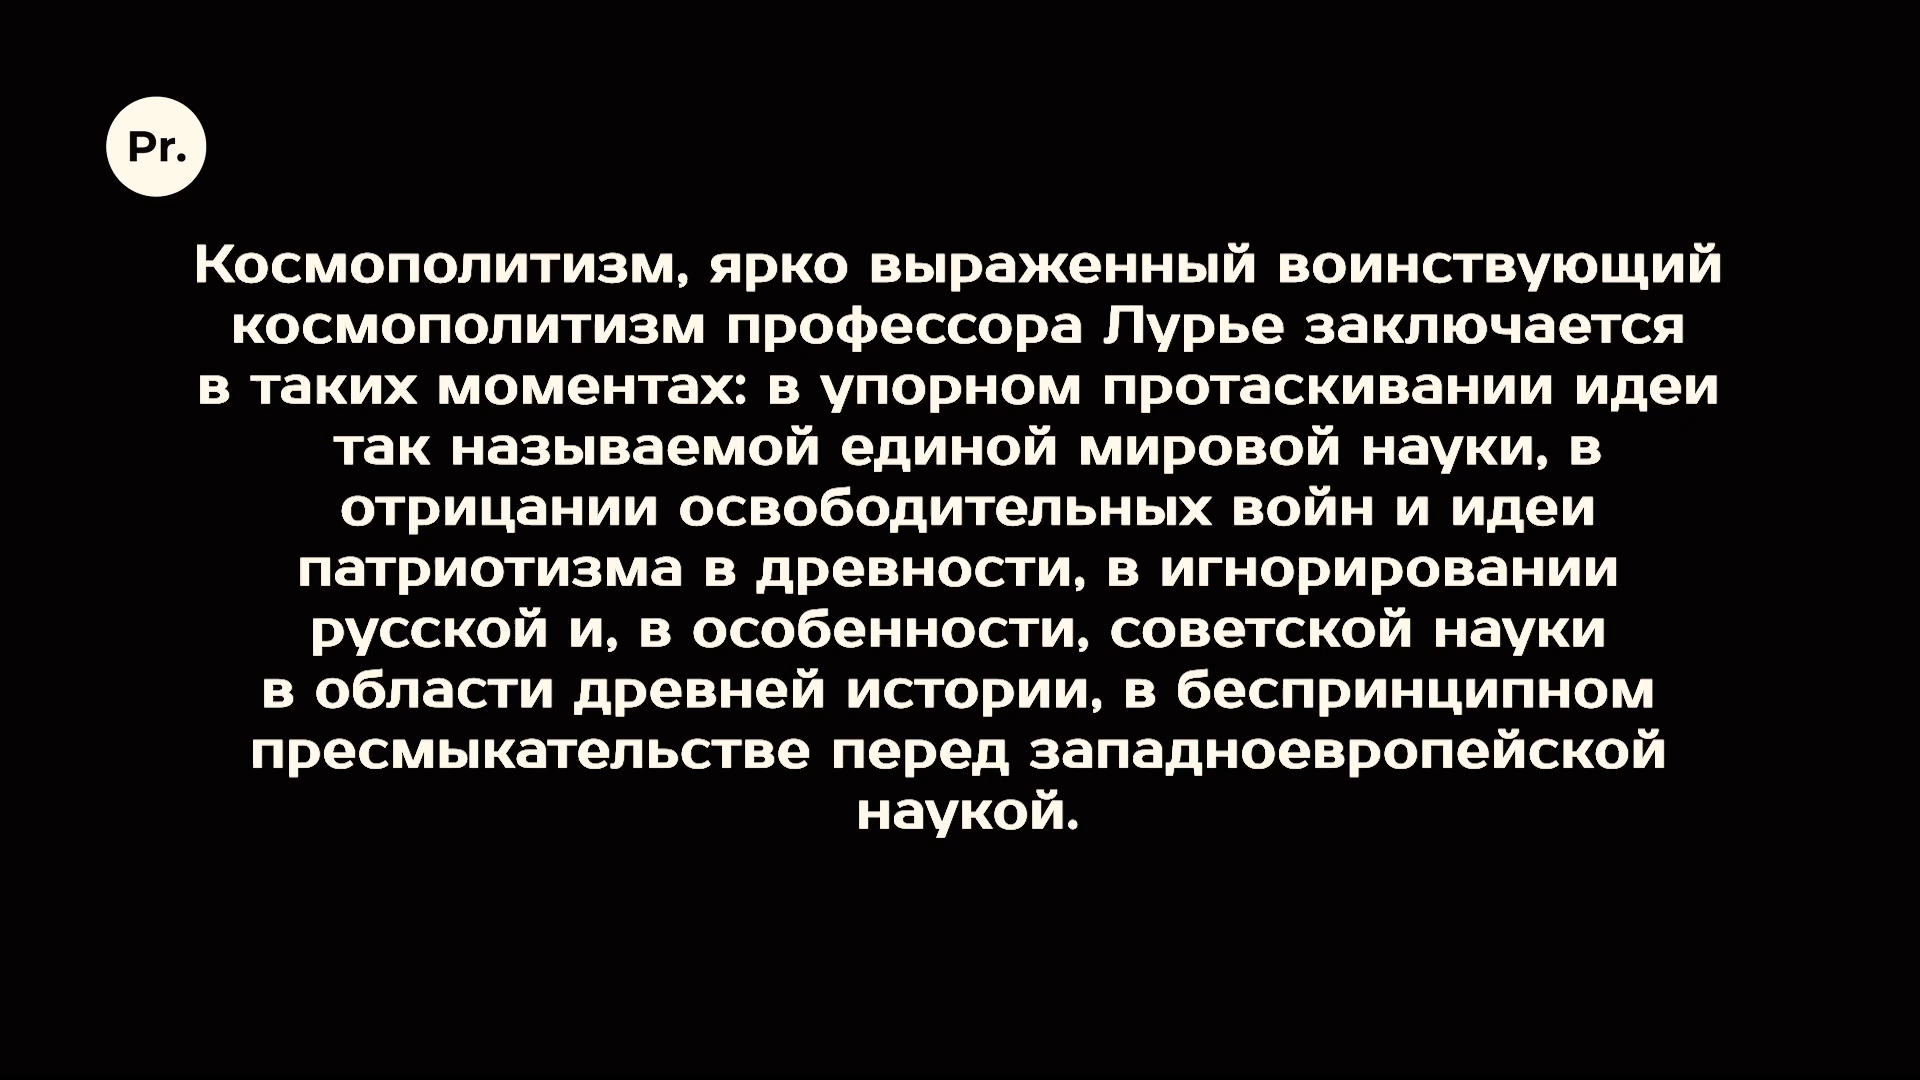 Pr.
Космополитизм, ярко выраженный воинствующий
космополитизм профессора Лурье заключается
в таких моментах: в упорном протаскивании идеи
так называемой единой мировой науки, в
отрицании освободительных войн и идеи
патриотизма в древности, в игнорировании
русской и, в особенности, советской науки
в области древней истории, в беспринципном
пресмыкательстве перед западноевропейской
наукой.